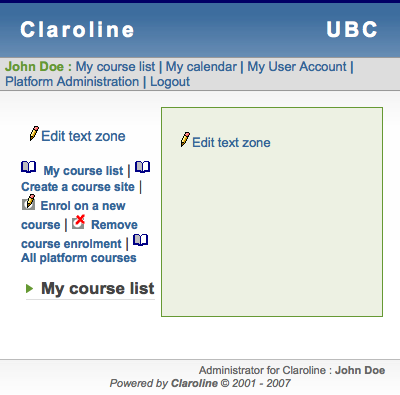 Claroline UBC
John Doe : My course list | My calendar | My User Account |
Platform Administration | Logout
Edit text zone
My course list |
Create a course site |
Enrol on a new
course | Remove
course enrolment |
All platform courses
My course list
Edit text zone
Administrator for Claroline : John Doe
Powered by Claroline © 2001 - 2007